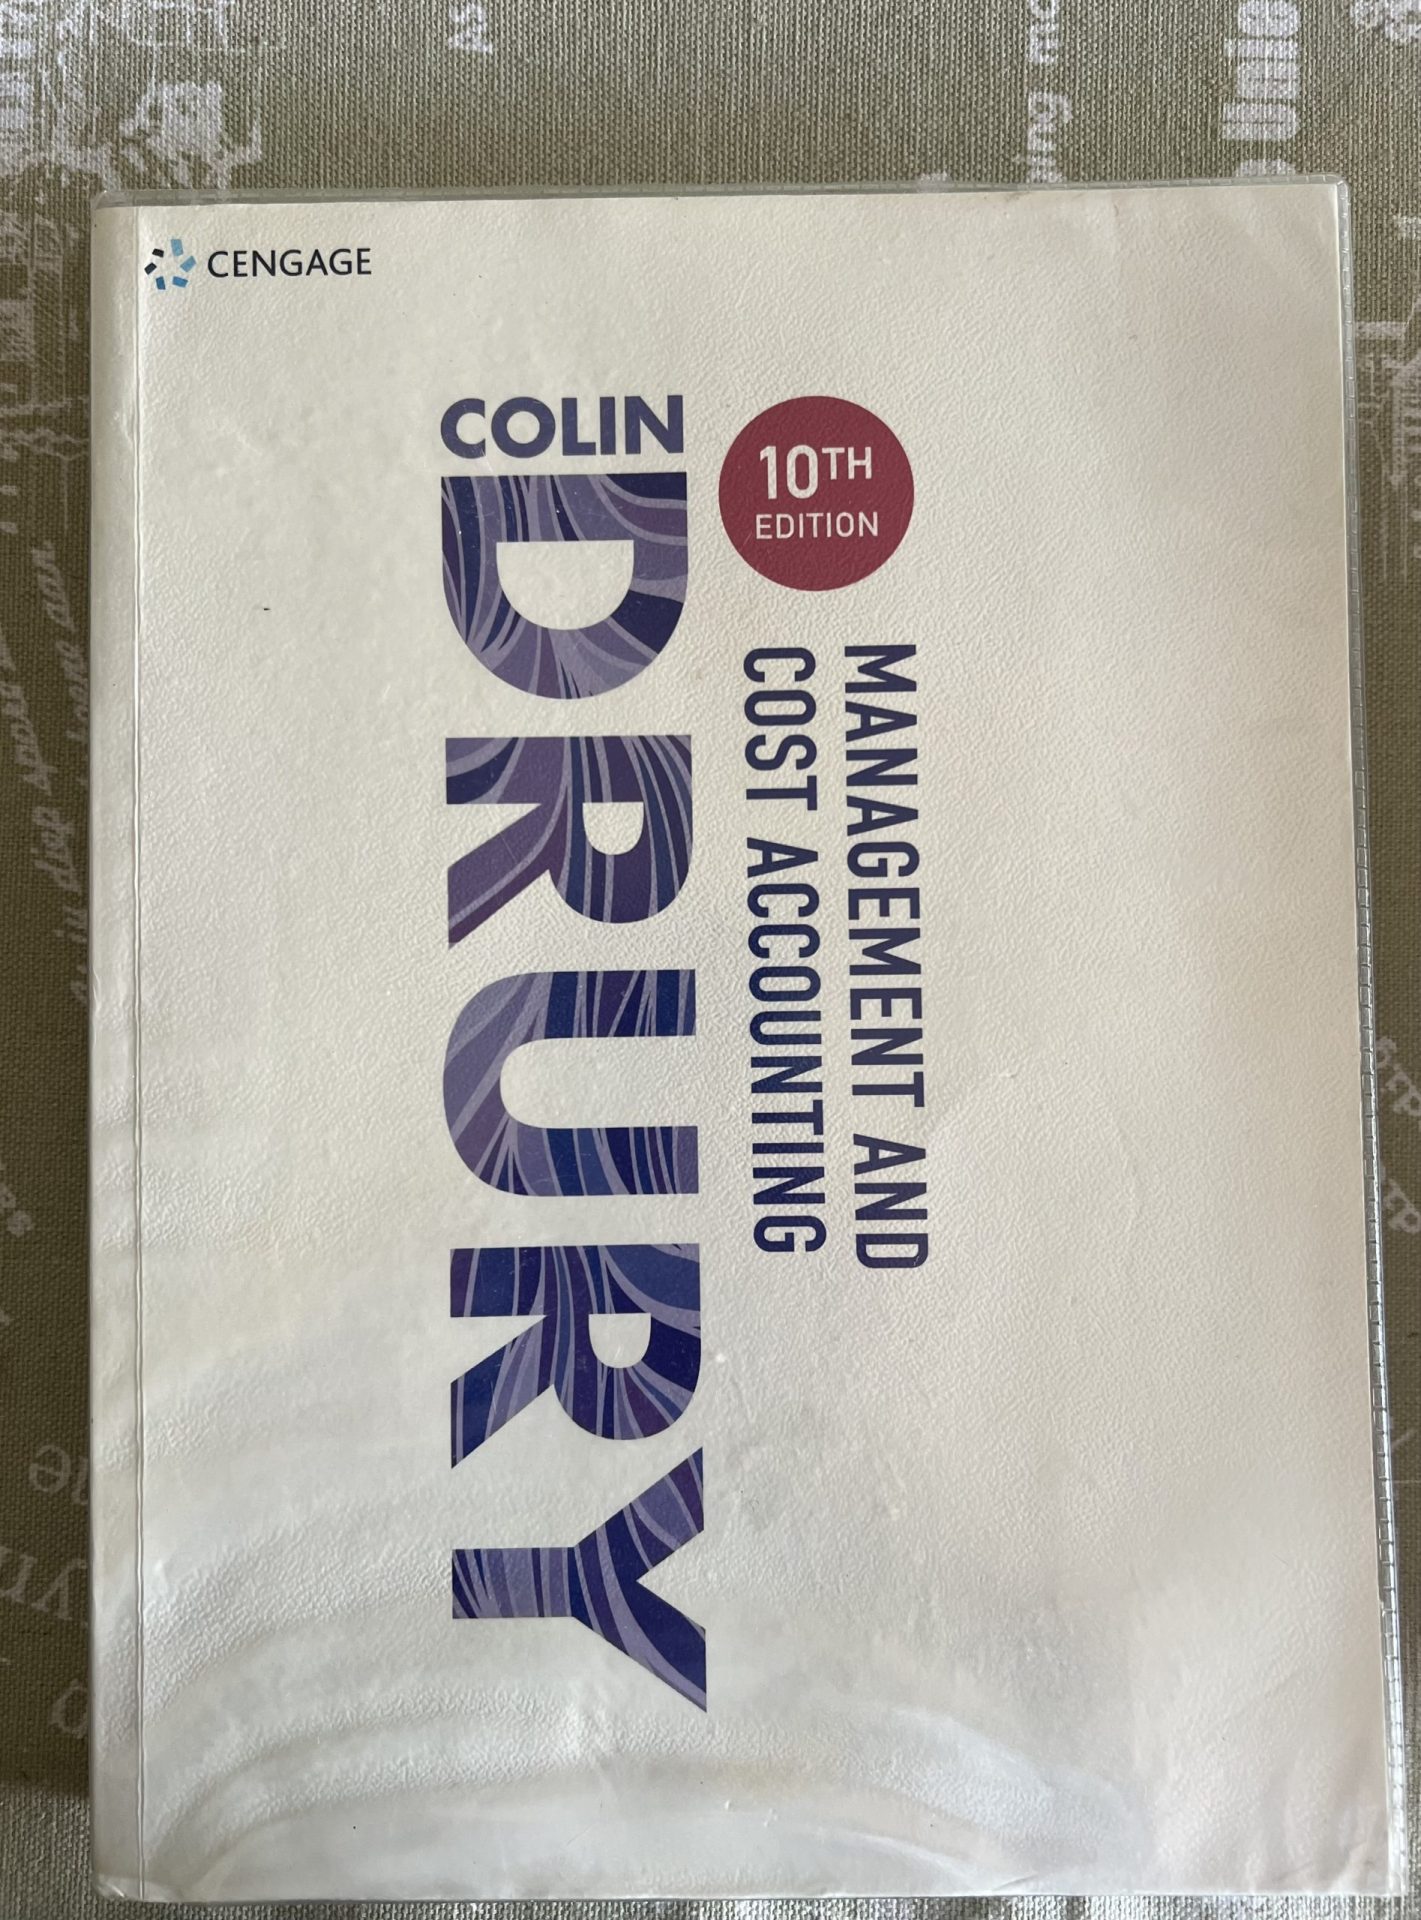 CENGAGE
COLIN
DRURY
10TH
EDITION
MANAGEMENT AND
COST ACCOUNTING